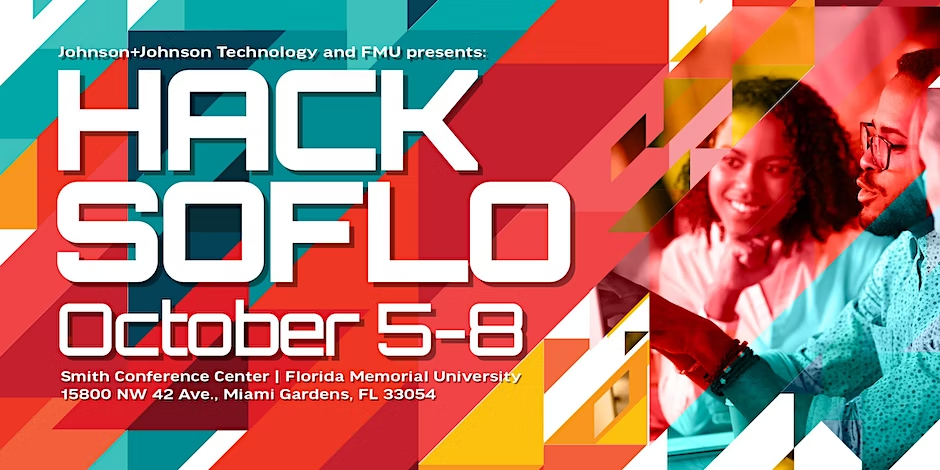 Johnson+Johnson Technology and FMU presents:
HACK
SOFLO
October 5-8
Smith Conference Center | Florida Memorial University
15800 NW 42 Ave., Miami Gardens, FL 33054